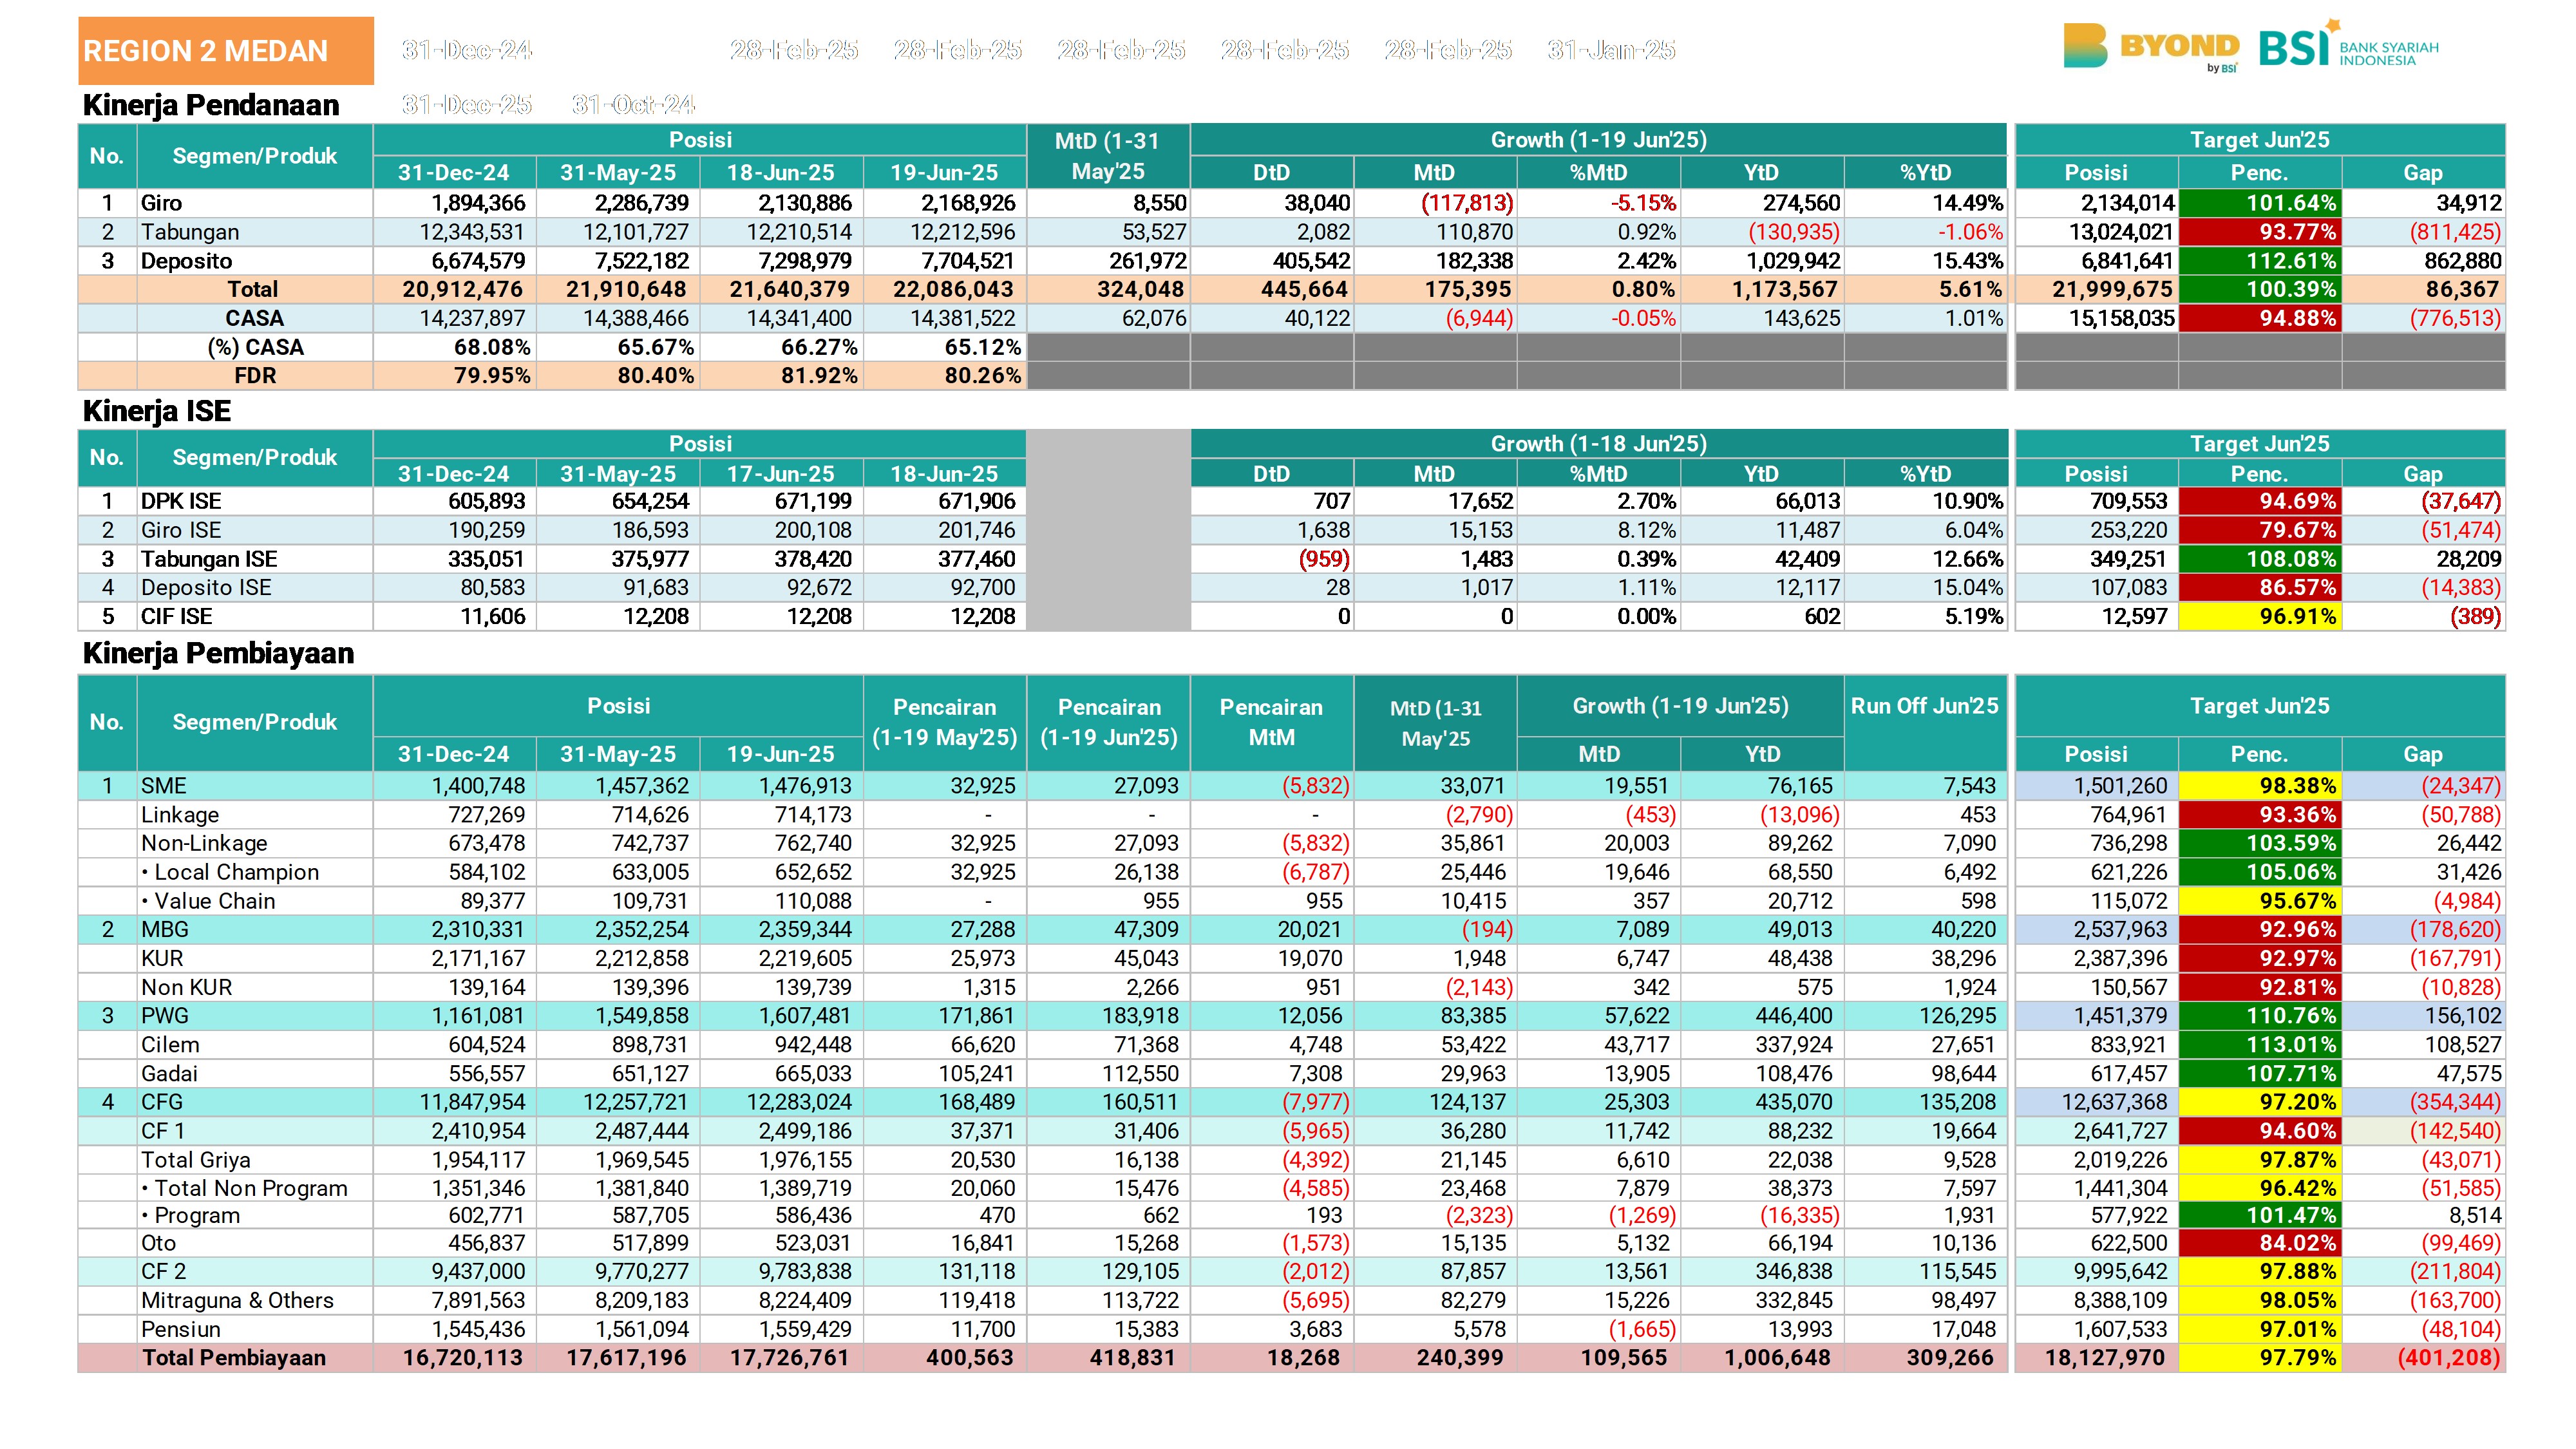 REGION 2 MEDAN 31-Dec-24 28-Feb-25 28-Feb-25 28-Feb-25 28-Feb-25 28-Feb-25 31-Jan-25 BYOND by BSI BSI BANK SYARIAH INDONESIA
Kinerja Pendanaan 31-Dec-25 31-Oct-24
No. Segmen/Produk Posisi MtD (1-31 May'25 Growth (1-19 Jun'25) Target Jun'25
31-Dec-24 31-May-25 18-Jun-25 19-Jun-25 DtD MtD %MtD YtD %YtD Posisi Penc. Gap
1 Giro 1,894,366 2,286,739 2,130,886 2,168,926 8,550 38,040 (117,813) -5.15% 274,560 14.49% 2,134,014 101.64% 34,912
2 Tabungan 12,343,531 12,101,727 12,210,514 12,212,596 53,527 2,082 110,870 0.92% (130,935) -1.06% 13,024,021 93.77% (811,425)
3 Deposito 6,674,579 7,522,182 7,298,979 7,704,521 261,972 405,542 182,338 2.42% 1,029,942 15.43% 6,841,641 112.61% 862,880
Total 20,912,476 21,910,648 21,640,379 22,086,043 324,048 445,664 175,395 0.80% 1,173,567 5.61% 21,999,675 100.39% 86,367
CASA 14,237,897 14,388,466 14,341,400 14,381,522 62,076 40,122 (6,944) -0.05% 143,625 1.01% 15,158,035 94.88% (776,513)
(%) CASA 68.08% 65.67% 66.27% 65.12%
FDR 79.95% 80.40% 81.92% 80.26%
Kinerja ISE
No. Segmen/Produk Posisi Growth (1-18 Jun'25) Target Jun'25
31-Dec-24 31-May-25 17-Jun-25 18-Jun-25 DtD MtD %MtD YtD %YtD Posisi Penc. Gap
1 DPK ISE 605,893 654,254 671,199 671,906 707 17,652 2.70% 66,013 10.90% 709,553 94.69% (37,647)
2 Giro ISE 190,259 186,593 200,108 201,746 1,638 15,153 8.12% 11,487 6.04% 253,220 79.67% (51,474)
3 Tabungan ISE 335,051 375,977 378,420 377,460 (959) 1,483 0.39% 42,409 12.66% 349,251 108.08% 28,209
4 Deposito ISE 80,583 91,683 92,672 92,700 28 1,017 1.11% 12,117 15.04% 107,083 86.57% (14,383)
5 CIF ISE 11,606 12,208 12,208 12,208 0 0 0.00% 602 5.19% 12,597 96.91% (389)
Kinerja Pembiayaan
No. Segmen/Produk Posisi Pencairan (1-19 May'25) Pencairan (1-19 Jun'25) Pencairan MtM MtD (1-31 May'25 Growth (1-19 Jun'25) Run Off Jun'25 Target Jun'25
31-Dec-24 31-May-25 19-Jun-25 MtD YtD Posisi Penc. Gap
1 SME 1,400,748 1,457,362 1,476,913 32,925 27,093 (5,832) 33,071 19,551 76,165 7,543 1,501,260 98.38% (24,347)
Linkage 727,269 714,626 714,173 - - - (2,790) (453) (13,096) 453 764,961 93.36% (50,788)
Non-Linkage 673,478 742,737 762,740 32,925 27,093 (5,832) 35,861 20,003 89,262 7,090 736,298 103.59% 26,442
• Local Champion 584,102 633,005 652,652 32,925 26,138 (6,787) 25,446 19,646 68,550 6,492 621,226 105.06% 31,426
• Value Chain 89,377 109,731 110,088 - 955 955 10,415 357 20,712 598 115,072 95.67% (4,984)
2 MBG 2,310,331 2,352,254 2,359,344 27,288 47,309 20,021 (194) 7,089 49,013 40,220 2,537,963 92.96% (178,620)
KUR 2,171,167 2,212,858 2,219,605 25,973 45,043 19,070 1,948 6,747 48,438 38,296 2,387,396 92.97% (167,791)
Non KUR 139,164 139,396 139,739 1,315 2,266 951 (2,143) 342 575 1,924 150,567 92.81% (10,828)
3 PWG 1,161,081 1,549,858 1,607,481 171,861 183,918 12,056 83,385 57,622 446,400 126,295 1,451,379 110.76% 156,102
Cilem 604,524 898,731 942,448 66,620 71,368 4,748 53,422 43,717 337,924 27,651 833,921 113.01% 108,527
Gadai 556,557 651,127 665,033 105,241 112,550 7,308 29,963 13,905 108,476 98,644 617,457 107.71% 47,575
4 CFG 11,847,954 12,257,721 12,283,024 168,489 160,511 (7,977) 124,137 25,303 435,070 135,208 12,637,368 97.20% (354,344)
CF 1 2,410,954 2,487,444 2,499,186 37,371 31,406 (5,965) 36,280 11,742 88,232 19,664 2,641,727 94.60% (142,540)
Total Griya 1,954,117 1,969,545 1,976,155 20,530 16,138 (4,392) 21,145 6,610 22,038 9,528 2,019,226 97.87% (43,071)
• Total Non Program 1,351,346 1,381,840 1,389,719 20,060 15,476 (4,585) 23,468 7,879 38,373 7,597 1,441,304 96.42% (51,585)
• Program 602,771 587,705 586,436 470 662 193 (2,323) (1,269) (16,335) 1,931 577,922 101.47% 8,514
Oto 456,837 517,899 523,031 16,841 15,268 (1,573) 15,135 5,132 66,194 10,136 622,500 84.02% (99,469)
CF 2 9,437,000 9,770,277 9,783,838 131,118 129,105 (2,012) 87,857 13,561 346,838 115,545 9,995,642 97.88% (211,804)
Mitraguna & Others 7,891,563 8,209,183 8,224,409 119,418 113,722 (5,695) 82,279 15,226 332,845 98,497 8,388,109 98.05% (163,700)
Pensiun 1,545,436 1,561,094 1,559,429 11,700 15,383 3,683 5,578 (1,665) 13,993 17,048 1,607,533 97.01% (48,104)
Total Pembiayaan 16,720,113 17,617,196 17,726,761 400,563 418,831 18,268 240,399 109,565 1,006,648 309,266 18,127,970 97.79% (401,208)